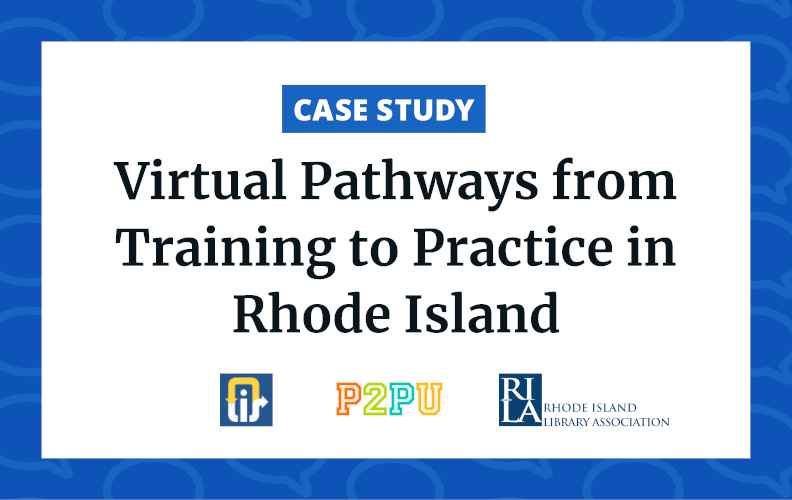 CASE STUDY
Virtual Pathways from
Training to Practice in
Rhode Island
P2PU
RI
LA
RHODE ISLAND
LIBRARY ASSOCIATION